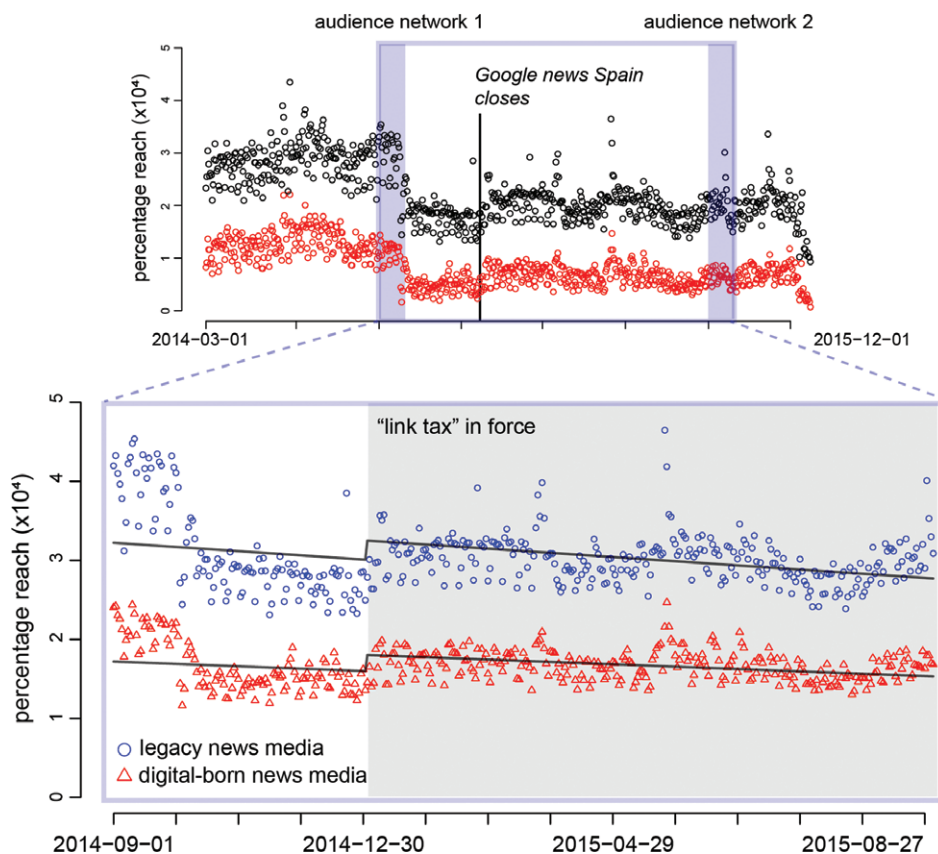 audience network 1
audience network 2
5
4
3
2
1
0
percentage reach (x10⁴)
Google news Spain
closes
2014−03−01
2015−12−01
5
4
3
2
1
0
percentage reach (x10⁴)
“link tax” in force
legacy news media
digital-born news media
2014−09−01
2014−12−30
2015−04−29
2015−08−27